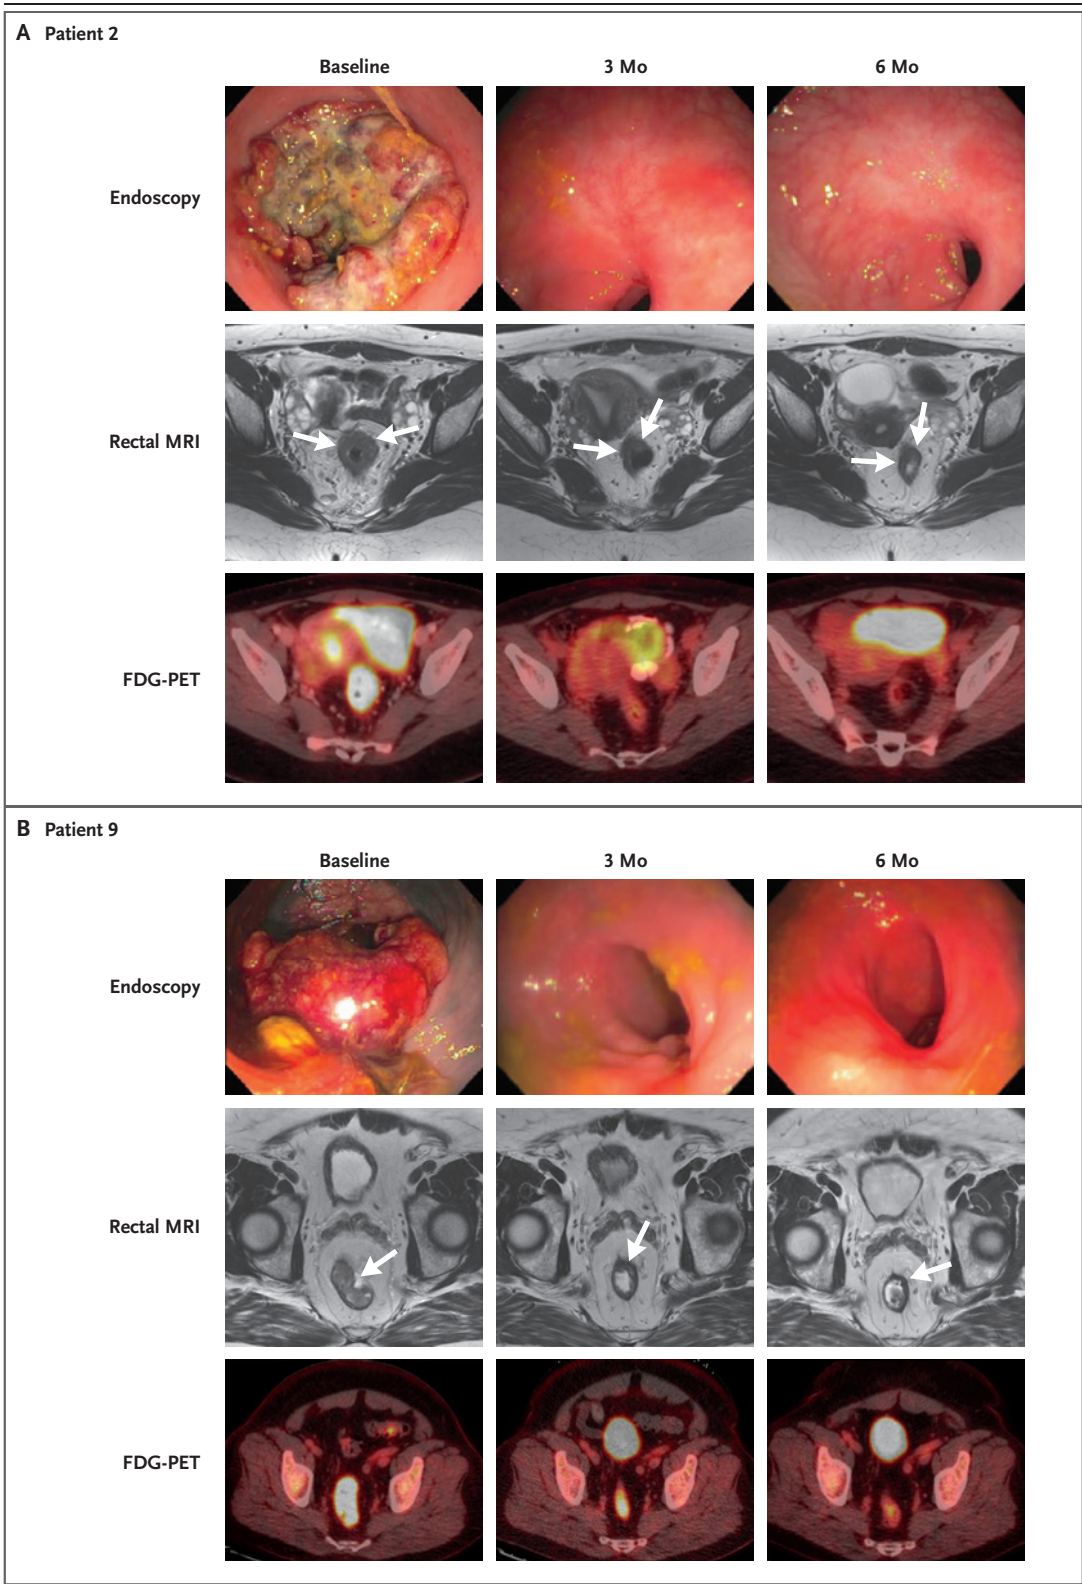 A Patient 2
Baseline 3 Mo 6 Mo
Endoscopy
Rectal MRI
FDG-PET
B Patient 9
Baseline 3 Mo 6 Mo
Endoscopy
Rectal MRI
FDG-PET